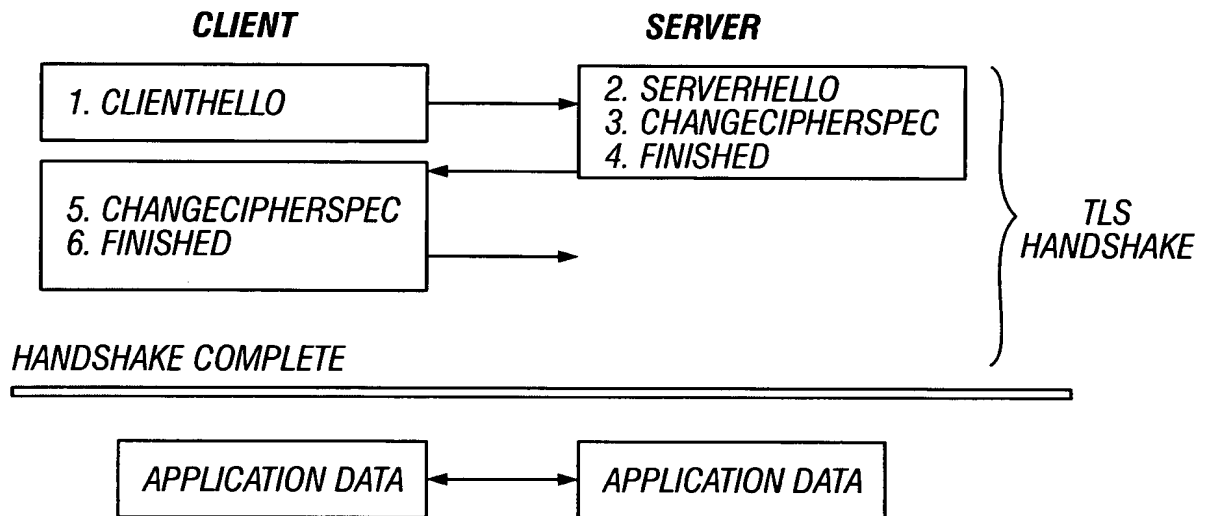 CLIENT
SERVER
1. CLIENTHELLO
2. SERVERHELLO
3. CHANGECIPHERSPEC
4. FINISHED
5. CHANGECIPHERSPEC
6. FINISHED
TLS
HANDSHAKE
HANDSHAKE COMPLETE
APPLICATION DATA
APPLICATION DATA